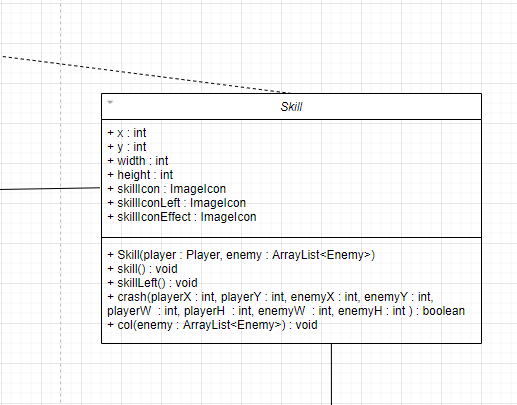 Skill
+ x : int
+ y : int
+ width : int
+ height : int
+ skillIcon : ImageIcon
+ skillIconLeft : ImageIcon
+ skillIconEffect : ImageIcon
+ Skill(player : Player, enemy : ArrayList<Enemy>)
+ skill() : void
+ skillLeft() : void
+ crash(playerX : int, playerY : int, enemyX : int, enemyY : int,
playerW : int, playerH : int, enemyW : int, enemyH : int ) : boolean
+ col(enemy : ArrayList<Enemy>) : void